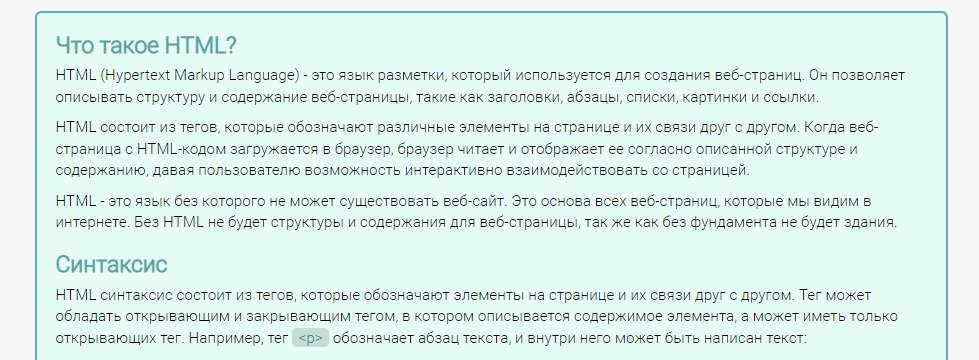 Что такое HTML?
HTML (Hypertext Markup Language) - это язык разметки, который используется для создания веб-страниц. Он позволяет
описывать структуру и содержание веб-страницы, такие как заголовки, абзацы, списки, картинки и ссылки.
HTML состоит из тегов, которые обозначают различные элементы на странице и их связи друг с другом. Когда веб-
страница с HTML-кодом загружается в браузер, браузер читает и отображает ее согласно описанной структуре и
содержанию, давая пользователю возможность интерактивно взаимодействовать со страницей.
HTML - это язык без которого не может существовать веб-сайт. Это основа всех веб-страниц, которые мы видим в
интернете. Без HTML не будет структуры и содержания для веб-страницы, так же как без фундамента не будет здания.
Синтаксис
HTML синтаксис состоит из тегов, которые обозначают элементы на странице и их связи друг с другом. Тег может
обладать открывающим и закрывающим тегом, в котором описывается содержимое элемента, а может иметь только
открывающих тег. Например, тег <p> обозначает абзац текста, и внутри него может быть написан текст: